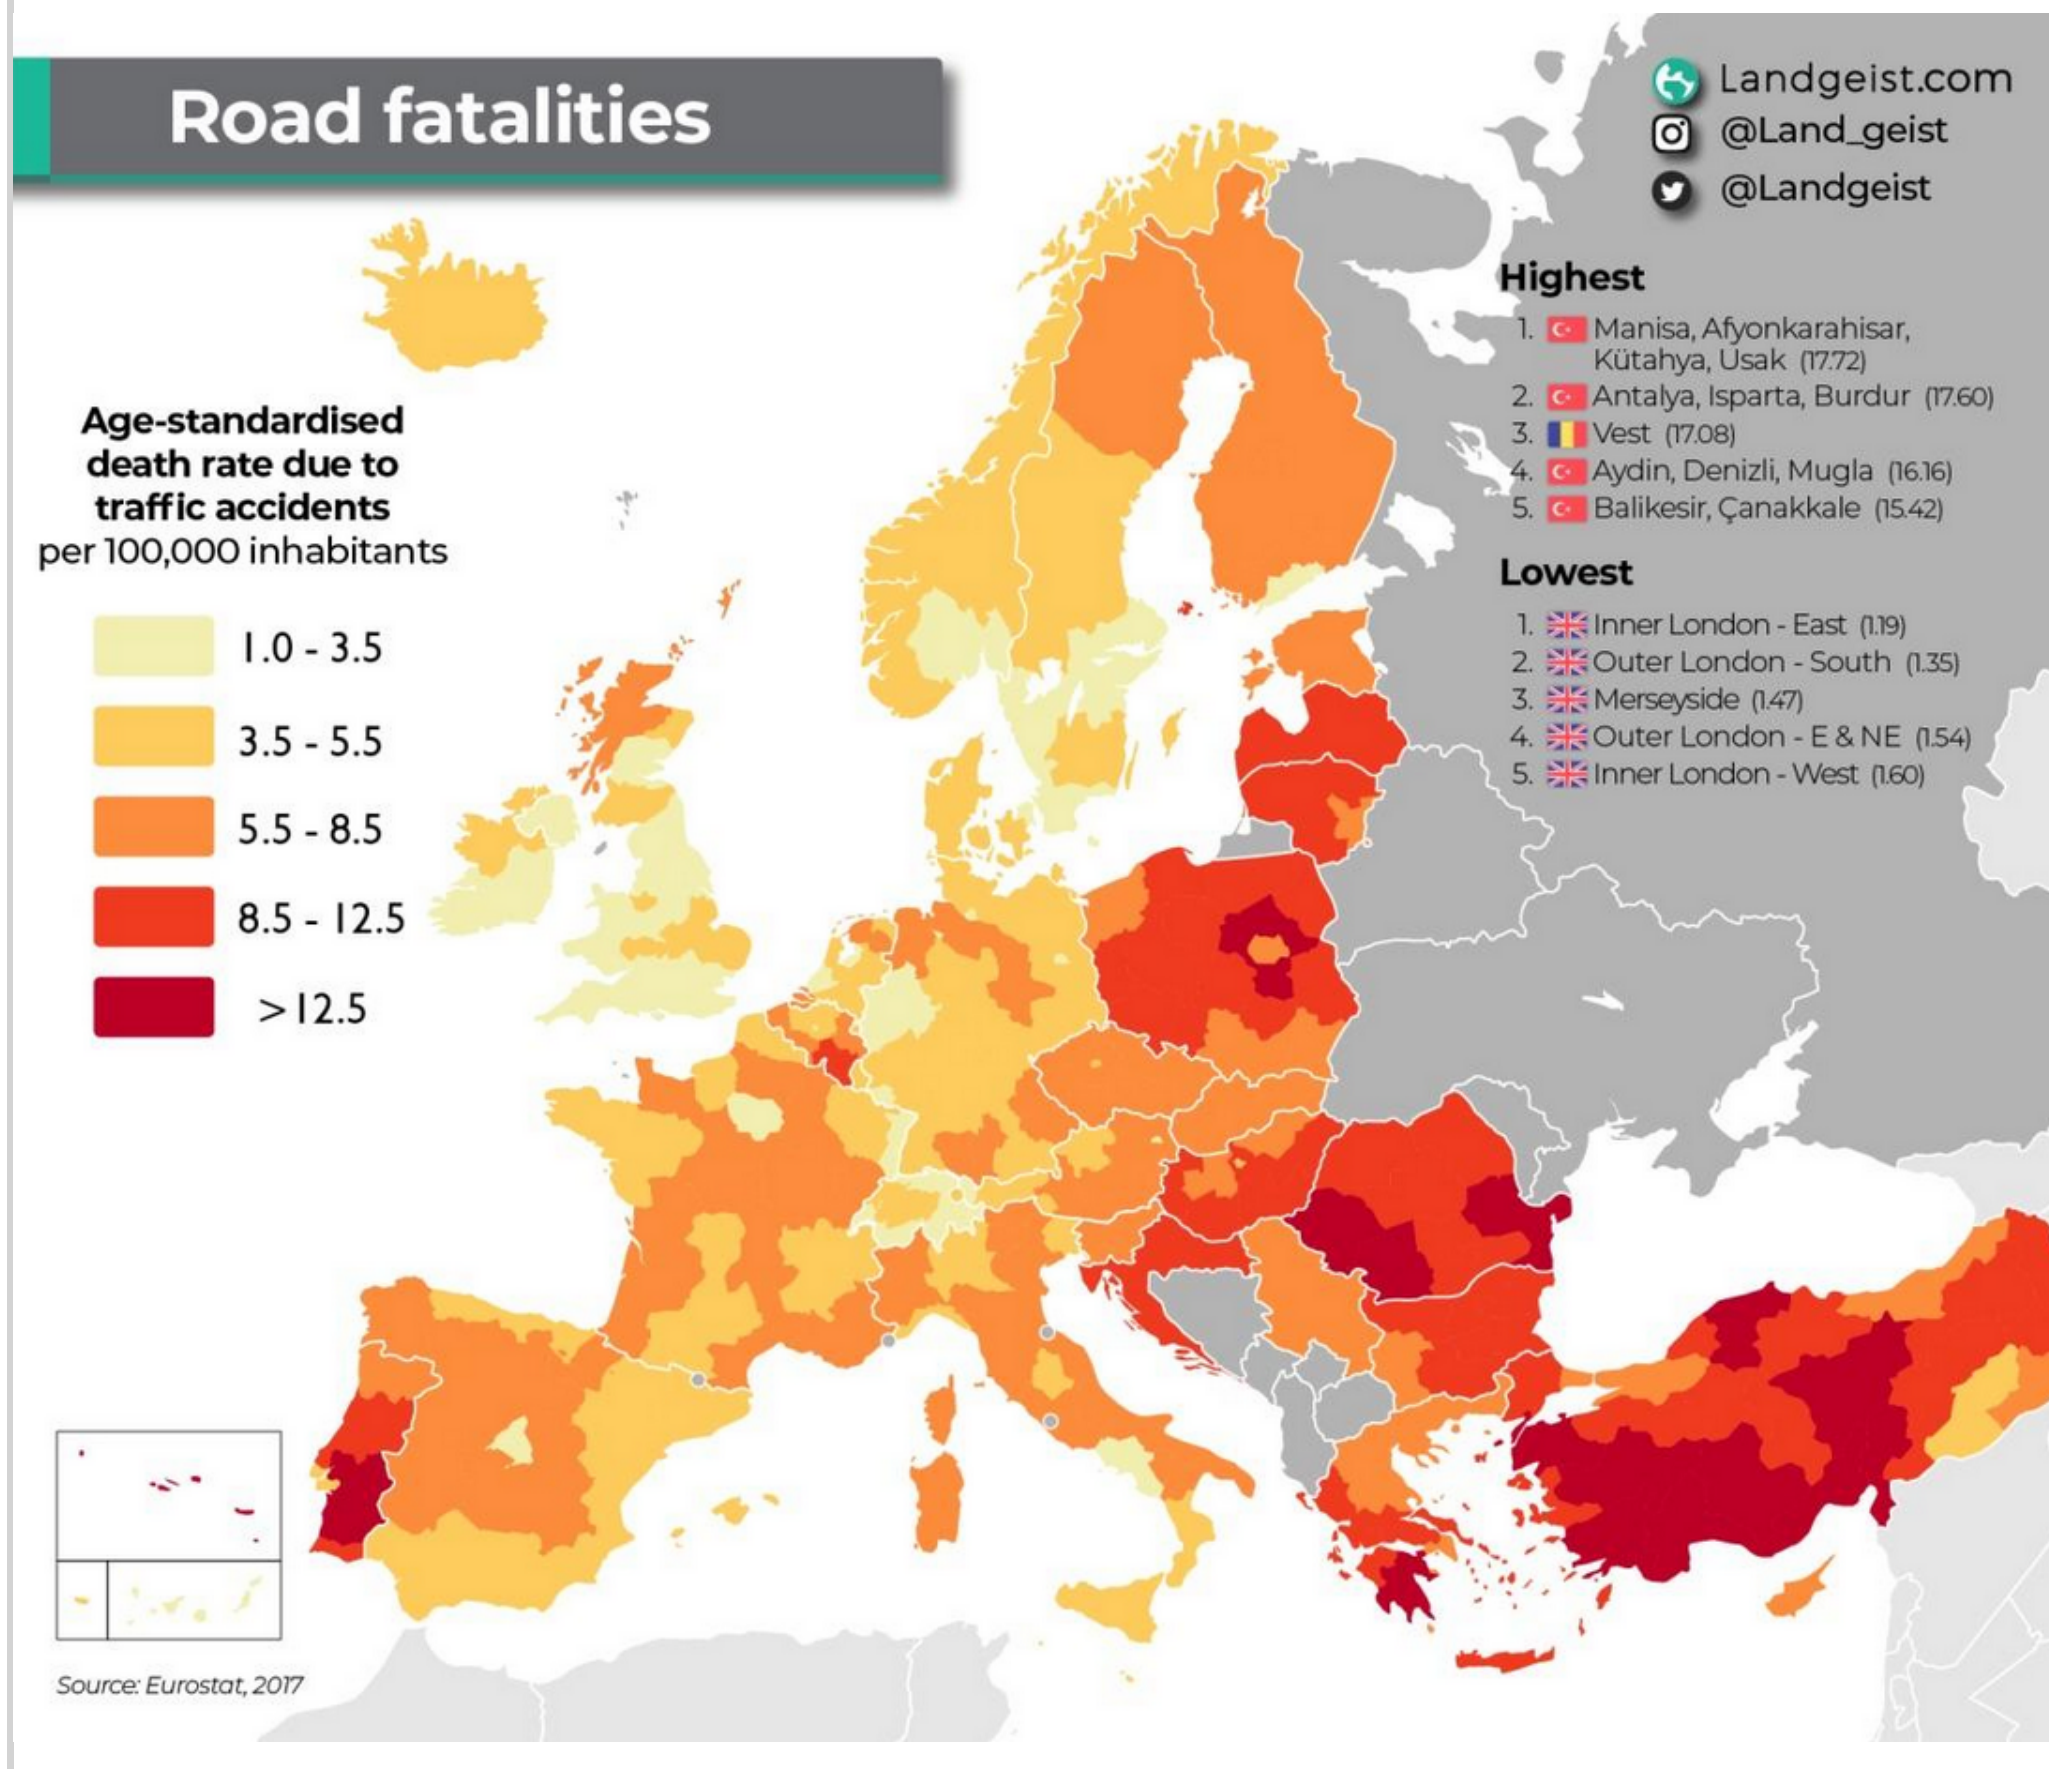 Road fatalities
Landgeist.com
@Land_geist
@Landgeist
Age-standardised
death rate due to
traffic accidents
per 100,000 inhabitants
1.0 - 3.5
3.5 - 5.5
5.5 - 8.5
8.5 - 12.5
>12.5
Highest
1. Manisa, Afyonkarahisar,
Kütahya, Usak (17.72)
2. Antalya, Isparta, Burdur (17.60)
3. Vest (17.08)
4. Aydin, Denizli, Mugla (16.16)
5. Balikesir, Çanakkale (15.42)
Lowest
1. Inner London - East (1.19)
2. Outer London - South (1.35)
3. Merseyside (1.47)
4. Outer London - E & NE (1.54)
5. Inner London - West (1.60)
Source: Eurostat, 2017